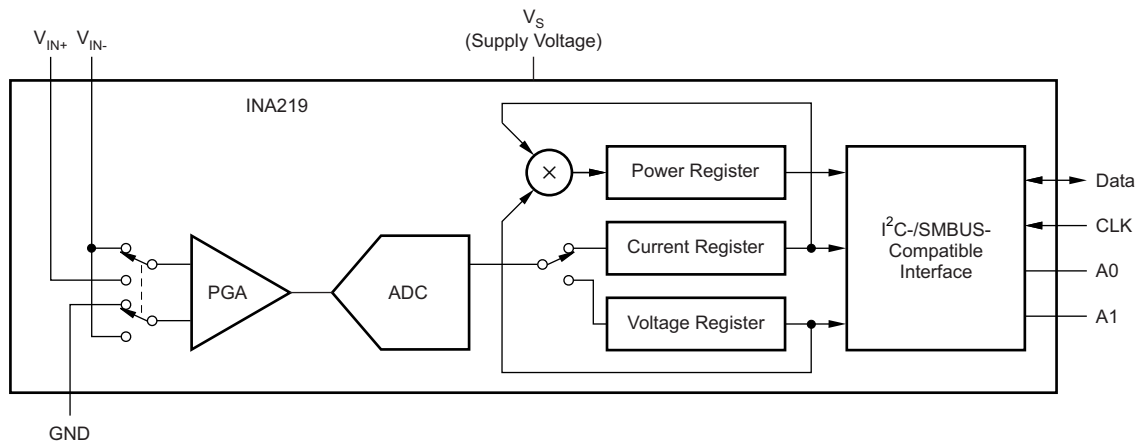 V_S
(Supply Voltage)
V_IN+
V_IN-
INA219
×
Power Register
Current Register
Voltage Register
PGA
ADC
I²C-/SMBUS-
Compatible
Interface
Data
CLK
A0
A1
GND